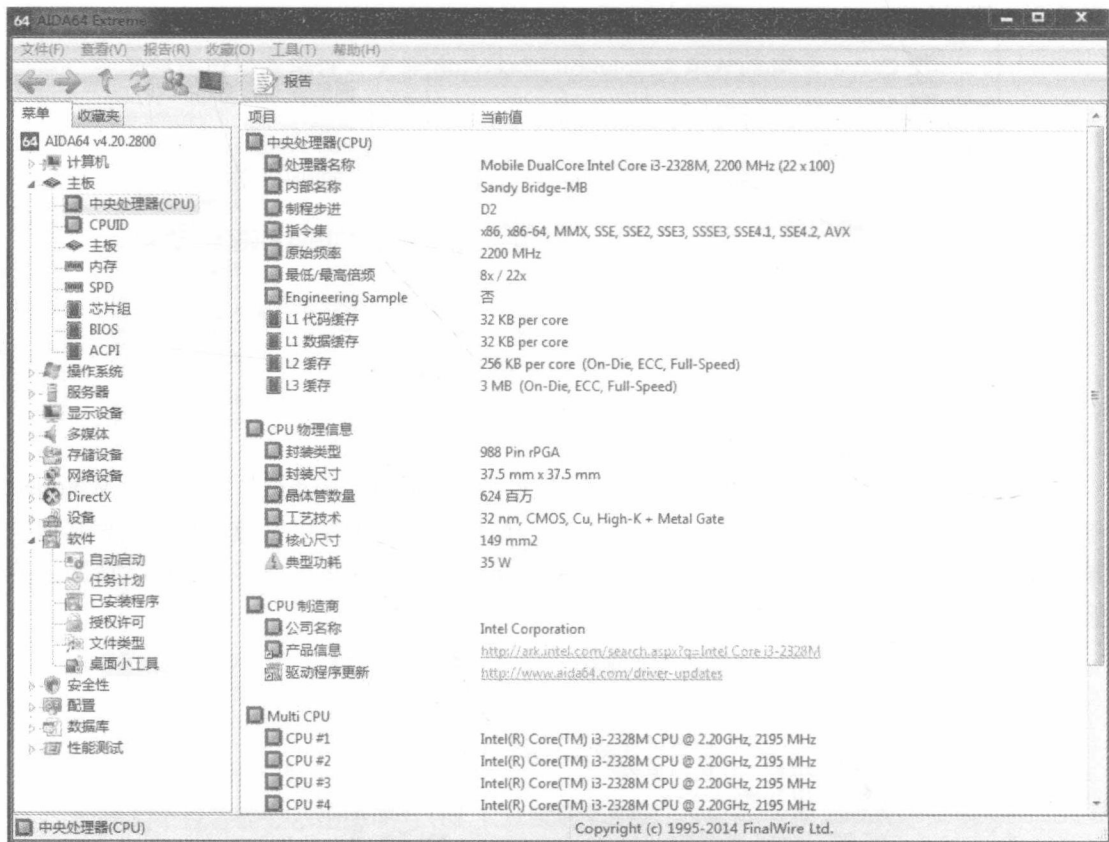 64 AIDA64 Extreme
文件(F) 查看(V) 报告(R) 收藏(O) 工具(T) 帮助(H)
报告
菜单 收藏夹
64 AIDA64 v4.20.2800
计算机
主板
中央处理器(CPU)
CPUID
主板
内存
SPD
芯片组
BIOS
ACPI
操作系统
服务器
显示设备
多媒体
存储设备
网络设备
DirectX
设备
软件
自动启动
任务计划
已安装程序
授权许可
文件类型
桌面小工具
安全性
配置
数据库
性能测试
项目 当前值
中央处理器(CPU)
处理器名称 Mobile DualCore Intel Core i3-2328M, 2200 MHz (22 x 100)
内部名称 Sandy Bridge-MB
制程步进 D2
指令集 x86, x86-64, MMX, SSE, SSE2, SSE3, SSSE3, SSE4.1, SSE4.2, AVX
原始频率 2200 MHz
最低/最高倍频 8x / 22x
Engineering Sample 否
L1 代码缓存 32 KB per core
L1 数据缓存 32 KB per core
L2 缓存 256 KB per core (On-Die, ECC, Full-Speed)
L3 缓存 3 MB (On-Die, ECC, Full-Speed)
CPU 物理信息
封装类型 988 Pin rPGA
封装尺寸 37.5 mm x 37.5 mm
晶体管数量 624 百万
工艺技术 32 nm, CMOS, Cu, High-K + Metal Gate
核心尺寸 149 mm2
典型功耗 35 W
CPU 制造商
公司名称 Intel Corporation
产品信息 http://ark.intel.com/search.aspx?q=Intel Core i3-2328M
驱动程序更新 http://www.aida64.com/driver-updates
Multi CPU
CPU #1 Intel(R) Core(TM) i3-2328M CPU @ 2.20GHz, 2195 MHz
CPU #2 Intel(R) Core(TM) i3-2328M CPU @ 2.20GHz, 2195 MHz
CPU #3 Intel(R) Core(TM) i3-2328M CPU @ 2.20GHz, 2195 MHz
CPU #4 Intel(R) Core(TM) i3-2328M CPU @ 2.20GHz, 2195 MHz
中央处理器(CPU) Copyright (c) 1995-2014 FinalWire Ltd.